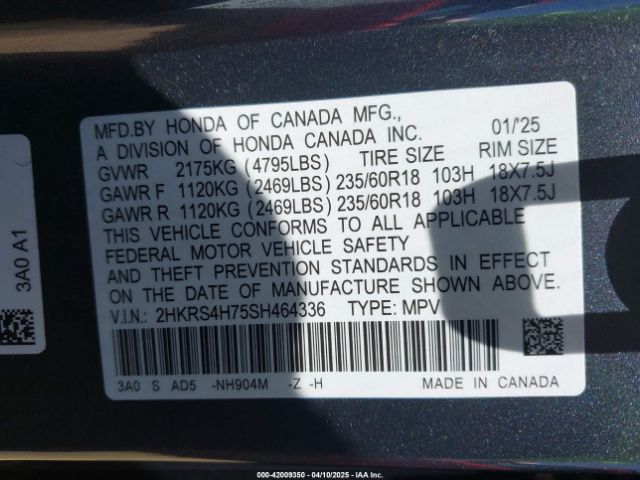 MFD.BY HONDA OF CANADA MFG.,
A DIVISION OF HONDA CANADA INC. 01/'25
GVWR 2175KG (4795LBS) TIRE SIZE RIM SIZE
GAWR F 1120KG (2469LBS) 235/60R18 103H 18X7.5J
GAWR R 1120KG (2469LBS) 235/60R18 103H 18X7.5J
THIS VEHICLE CONFORMS TO ALL APPLICABLE
FEDERAL MOTOR VEHICLE SAFETY
AND THEFT PREVENTION STANDARDS IN EFFECT
ON THE DATE OF MANUFACTURE SHOWN ABOVE.
V.I.N.: 2HKRS4H75SH464336 TYPE: MPV
3A0 S AD5 -NH904M -Z -H MADE IN CANADA
3A0 A1
000-42009350 - 04/10/2025 - IAA Inc.